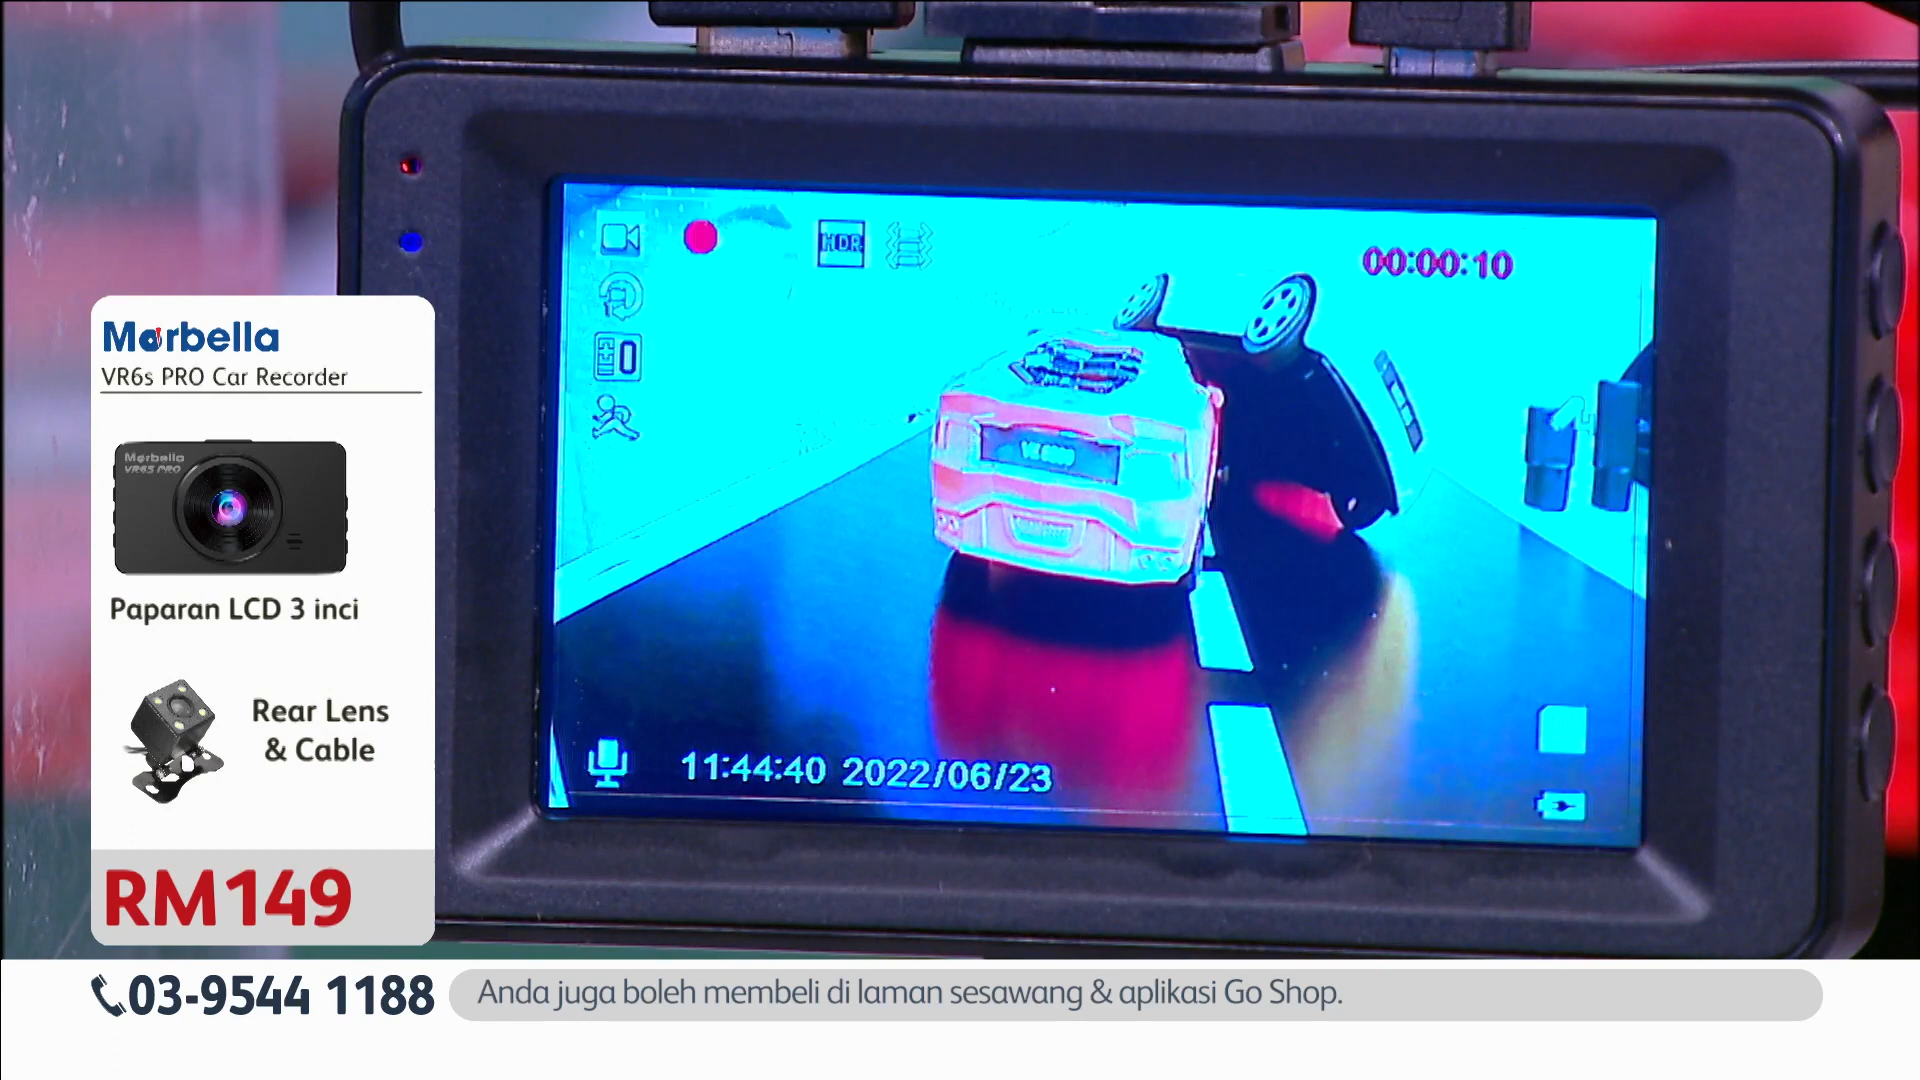 Marbella
VR6s PRO Car Recorder
Marbella
VR6S PRO
Paparan LCD 3 inci
Rear Lens
& Cable
RM149
HDR
00:00:10
11:44:40 2022/06/23
03-9544 1188
Anda juga boleh membeli di laman sesawang & aplikasi Go Shop.